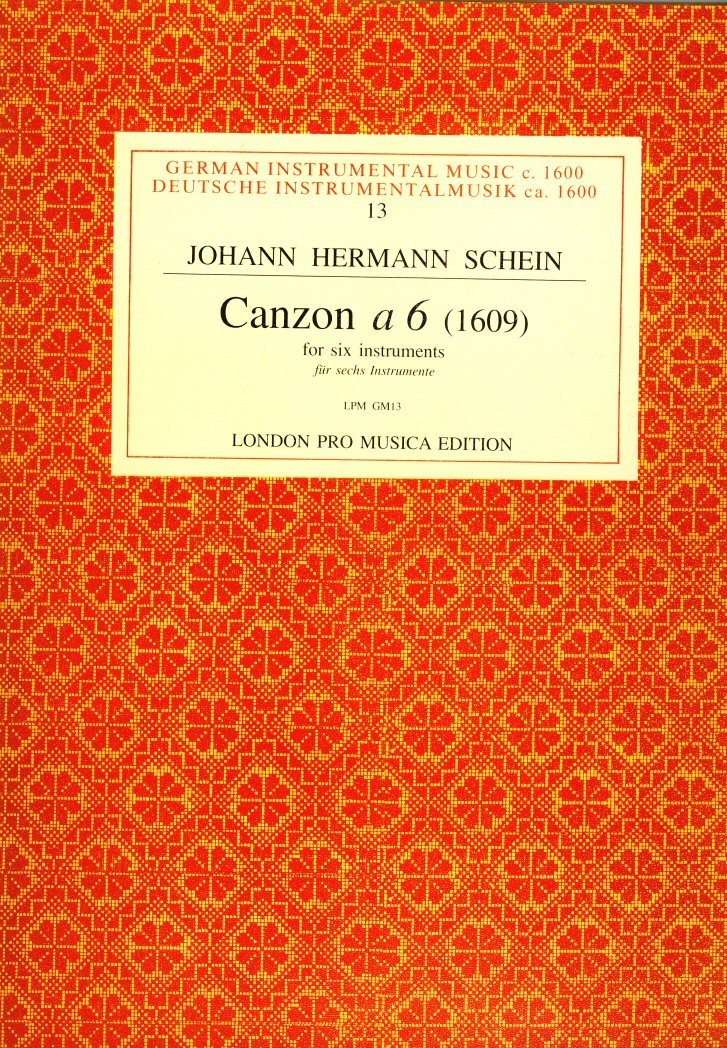 GERMAN INSTRUMENTAL MUSIC c. 1600
DEUTSCHE INSTRUMENTALMUSIK ca. 1600
13
JOHANN HERMANN SCHEIN
Canzon a 6 (1609)
for six instruments
für sechs Instrumente
LPM GM13
LONDON PRO MUSICA EDITION